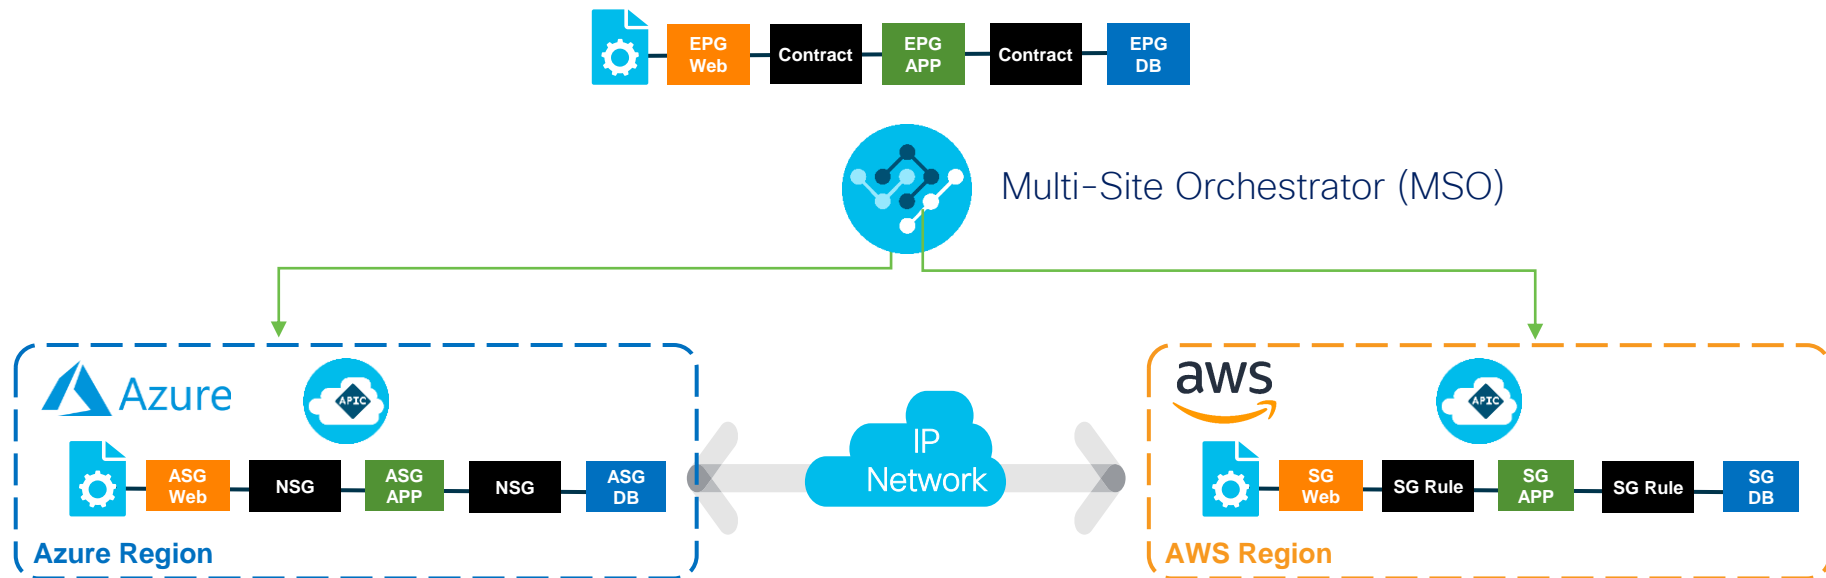 EPG
Web
Contract
EPG
APP
Contract
EPG
DB
Multi-Site Orchestrator (MSO)
Azure
APIC
ASG
Web
NSG
ASG
APP
NSG
ASG
DB
Azure Region
IP
Network
aws
APIC
SG
Web
SG Rule
SG
APP
SG Rule
SG
DB
AWS Region